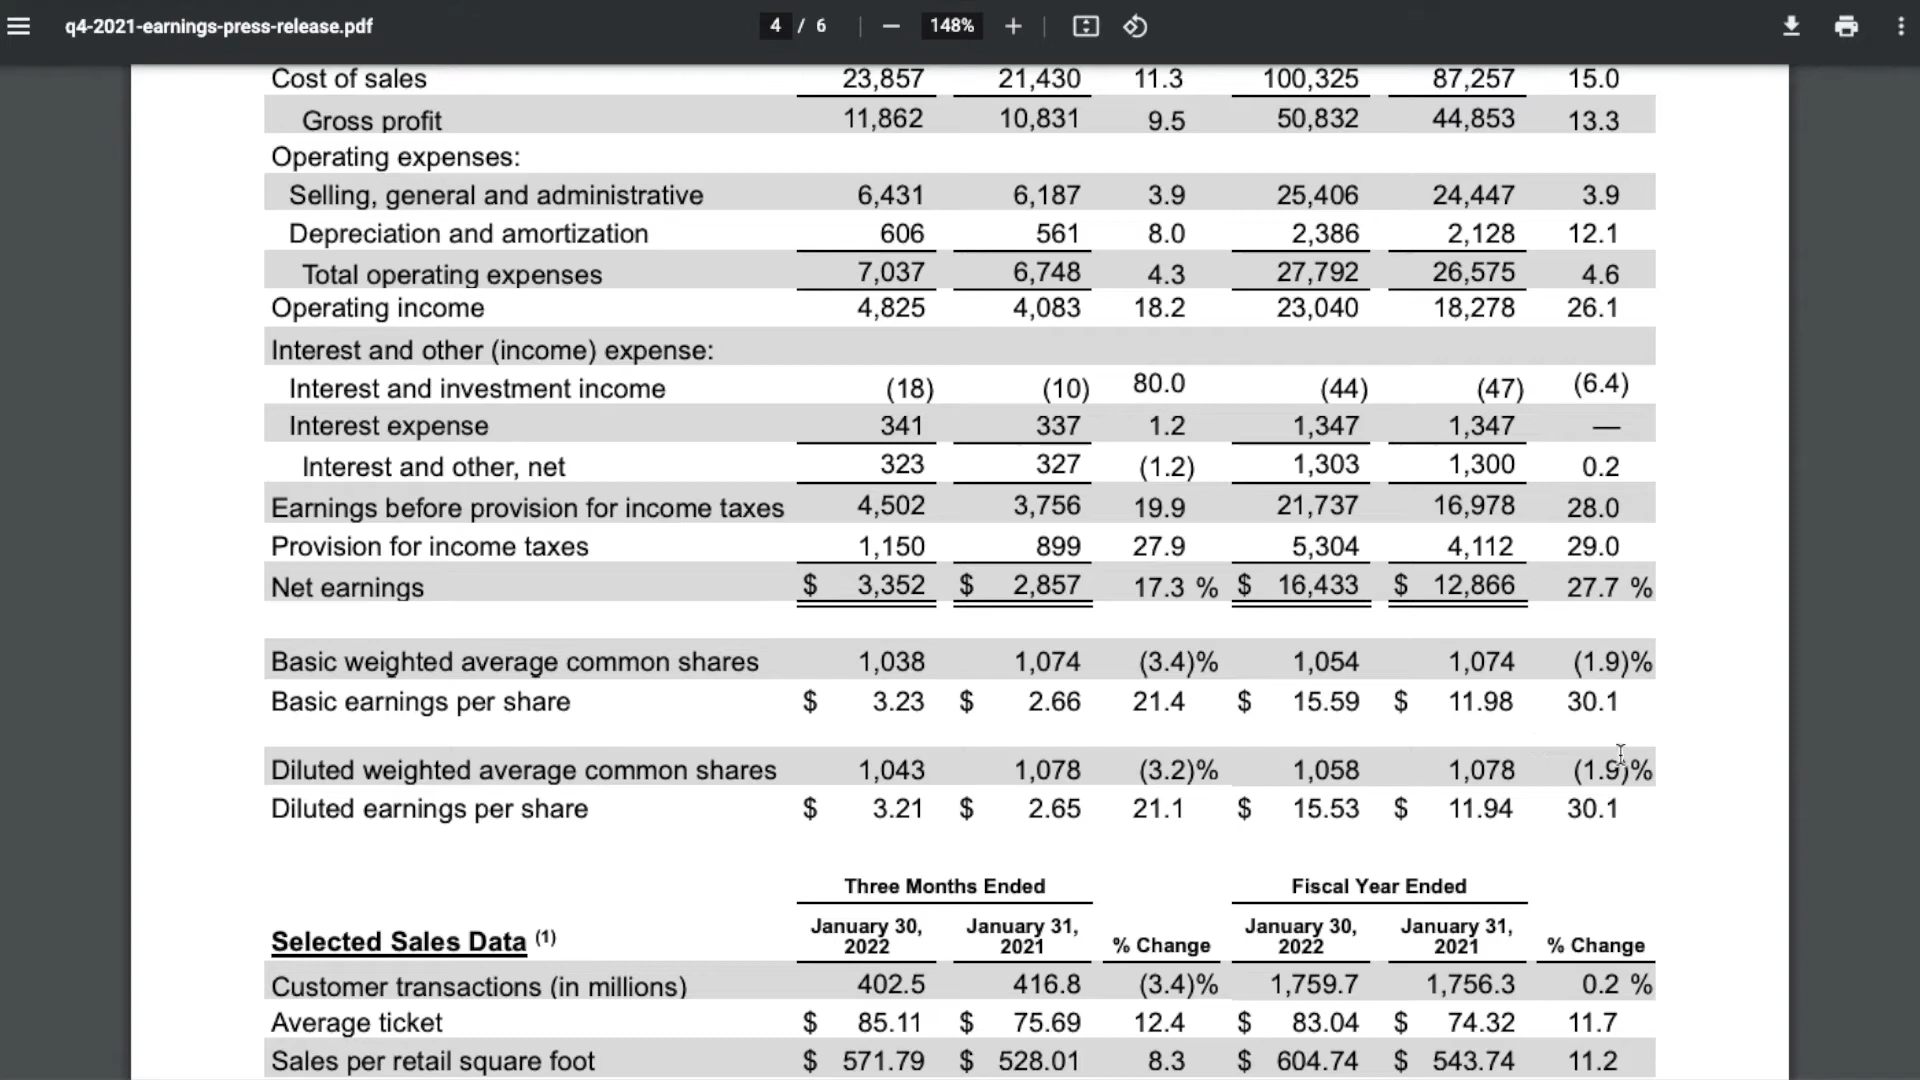 q4-2021-earnings-press-release.pdf 4 / 6 148%
Cost of sales 23,857 21,430 11.3 100,325 87,257 15.0
Gross profit 11,862 10,831 9.5 50,832 44,853 13.3
Operating expenses:
Selling, general and administrative 6,431 6,187 3.9 25,406 24,447 3.9
Depreciation and amortization 606 561 8.0 2,386 2,128 12.1
Total operating expenses 7,037 6,748 4.3 27,792 26,575 4.6
Operating income 4,825 4,083 18.2 23,040 18,278 26.1
Interest and other (income) expense:
Interest and investment income (18) (10) 80.0 (44) (47) (6.4)
Interest expense 341 337 1.2 1,347 1,347 —
Interest and other, net 323 327 (1.2) 1,303 1,300 0.2
Earnings before provision for income taxes 4,502 3,756 19.9 21,737 16,978 28.0
Provision for income taxes 1,150 899 27.9 5,304 4,112 29.0
Net earnings $ 3,352 $ 2,857 17.3 % $ 16,433 $ 12,866 27.7 %
Basic weighted average common shares 1,038 1,074 (3.4)% 1,054 1,074 (1.9)%
Basic earnings per share $ 3.23 $ 2.66 21.4 $ 15.59 $ 11.98 30.1
Diluted weighted average common shares 1,043 1,078 (3.2)% 1,058 1,078 (1.9)%
Diluted earnings per share $ 3.21 $ 2.65 21.1 $ 15.53 $ 11.94 30.1
Three Months Ended Fiscal Year Ended
January 30, January 31, January 30, January 31,
Selected Sales Data (1) 2022 2021 % Change 2022 2021 % Change
Customer transactions (in millions) 402.5 416.8 (3.4)% 1,759.7 1,756.3 0.2 %
Average ticket $ 85.11 $ 75.69 12.4 $ 83.04 $ 74.32 11.7
Sales per retail square foot $ 571.79 $ 528.01 8.3 $ 604.74 $ 543.74 11.2